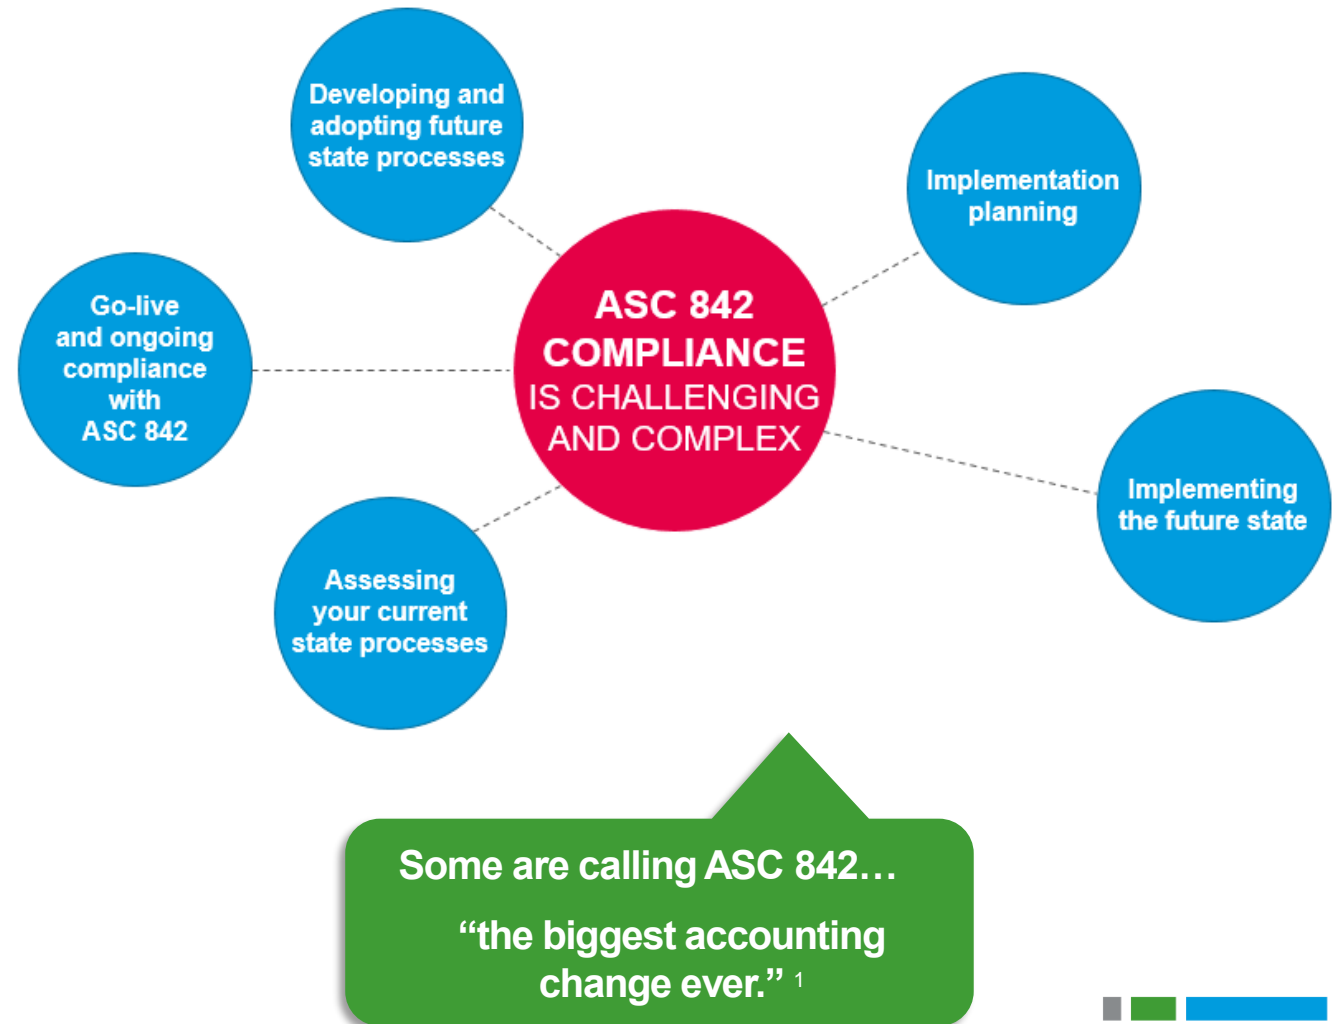 Developing and
adopting future
state processes
Implementation
planning
Go-live
and ongoing
compliance
with
ASC 842
ASC 842
COMPLIANCE
IS CHALLENGING
AND COMPLEX
Implementing
the future state
Assessing
your current
state processes
Some are calling ASC 842…
“the biggest accounting
change ever.” 1